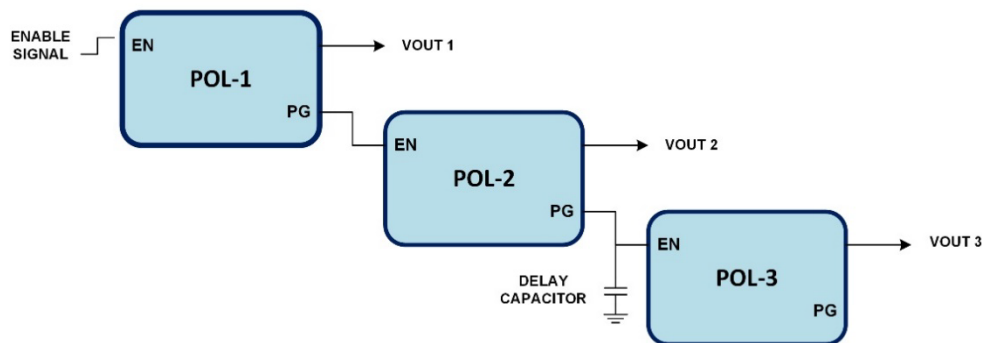 ENABLE
SIGNAL
EN
VOUT 1
POL-1
PG
EN
VOUT 2
POL-2
PG
EN
VOUT 3
DELAY
CAPACITOR
POL-3
PG